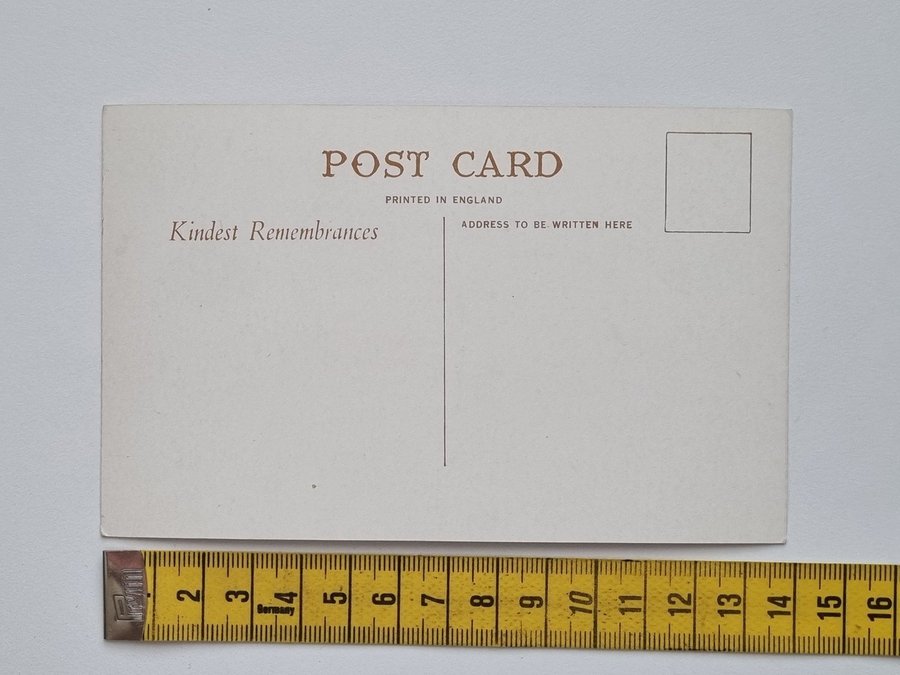 POST CARD
PRINTED IN ENGLAND
Kindest Remembrances
ADDRESS TO BE WRITTEN HERE
1 2 3 4 5 6 7 8 9 10 11 12 13 14 15 16
Germany